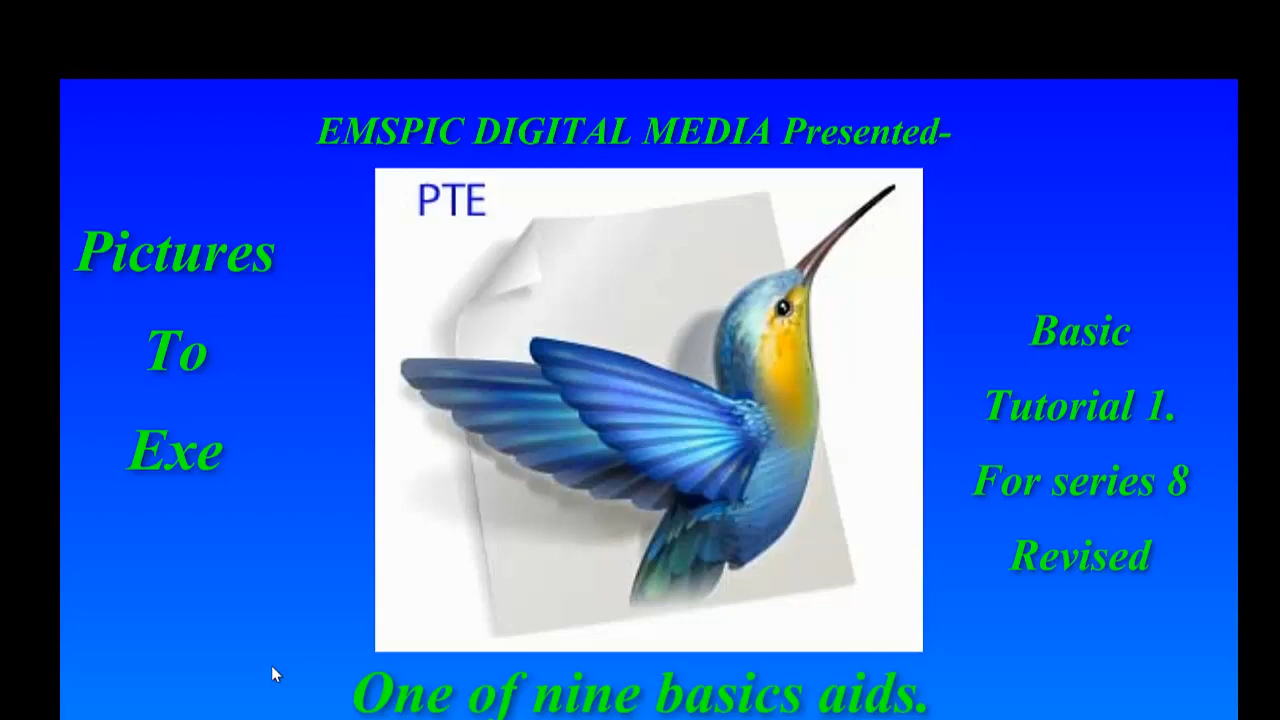 EMSPIC DIGITAL MEDIA Presented-
PTE
Pictures
To
Exe
Basic
Tutorial 1.
For series 8
Revised
One of nine basics aids.